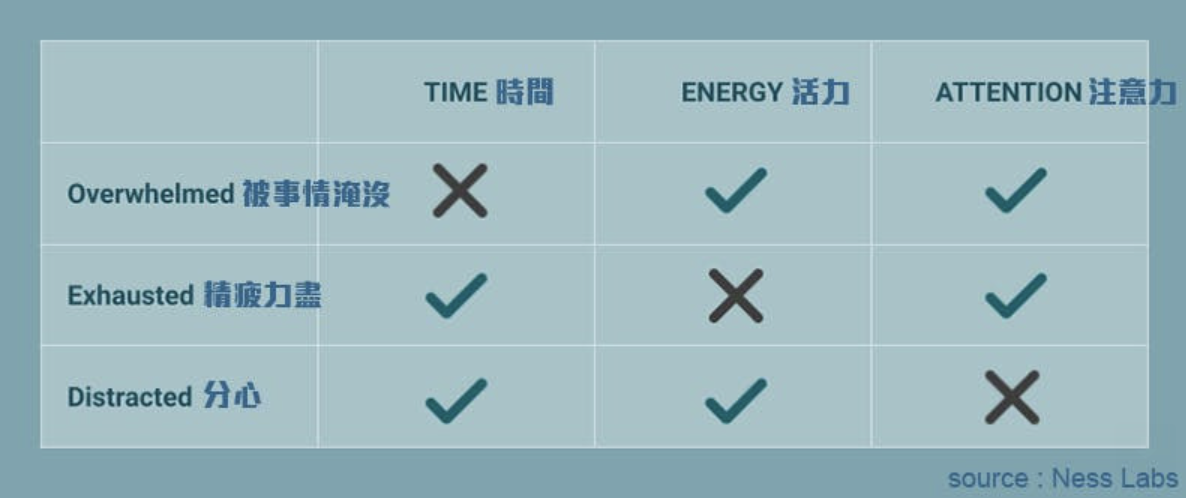 TIME 時間 ENERGY 活力 ATTENTION 注意力
Overwhelmed 被事情淹沒
Exhausted 精疲力盡
Distracted 分心
source : Ness Labs